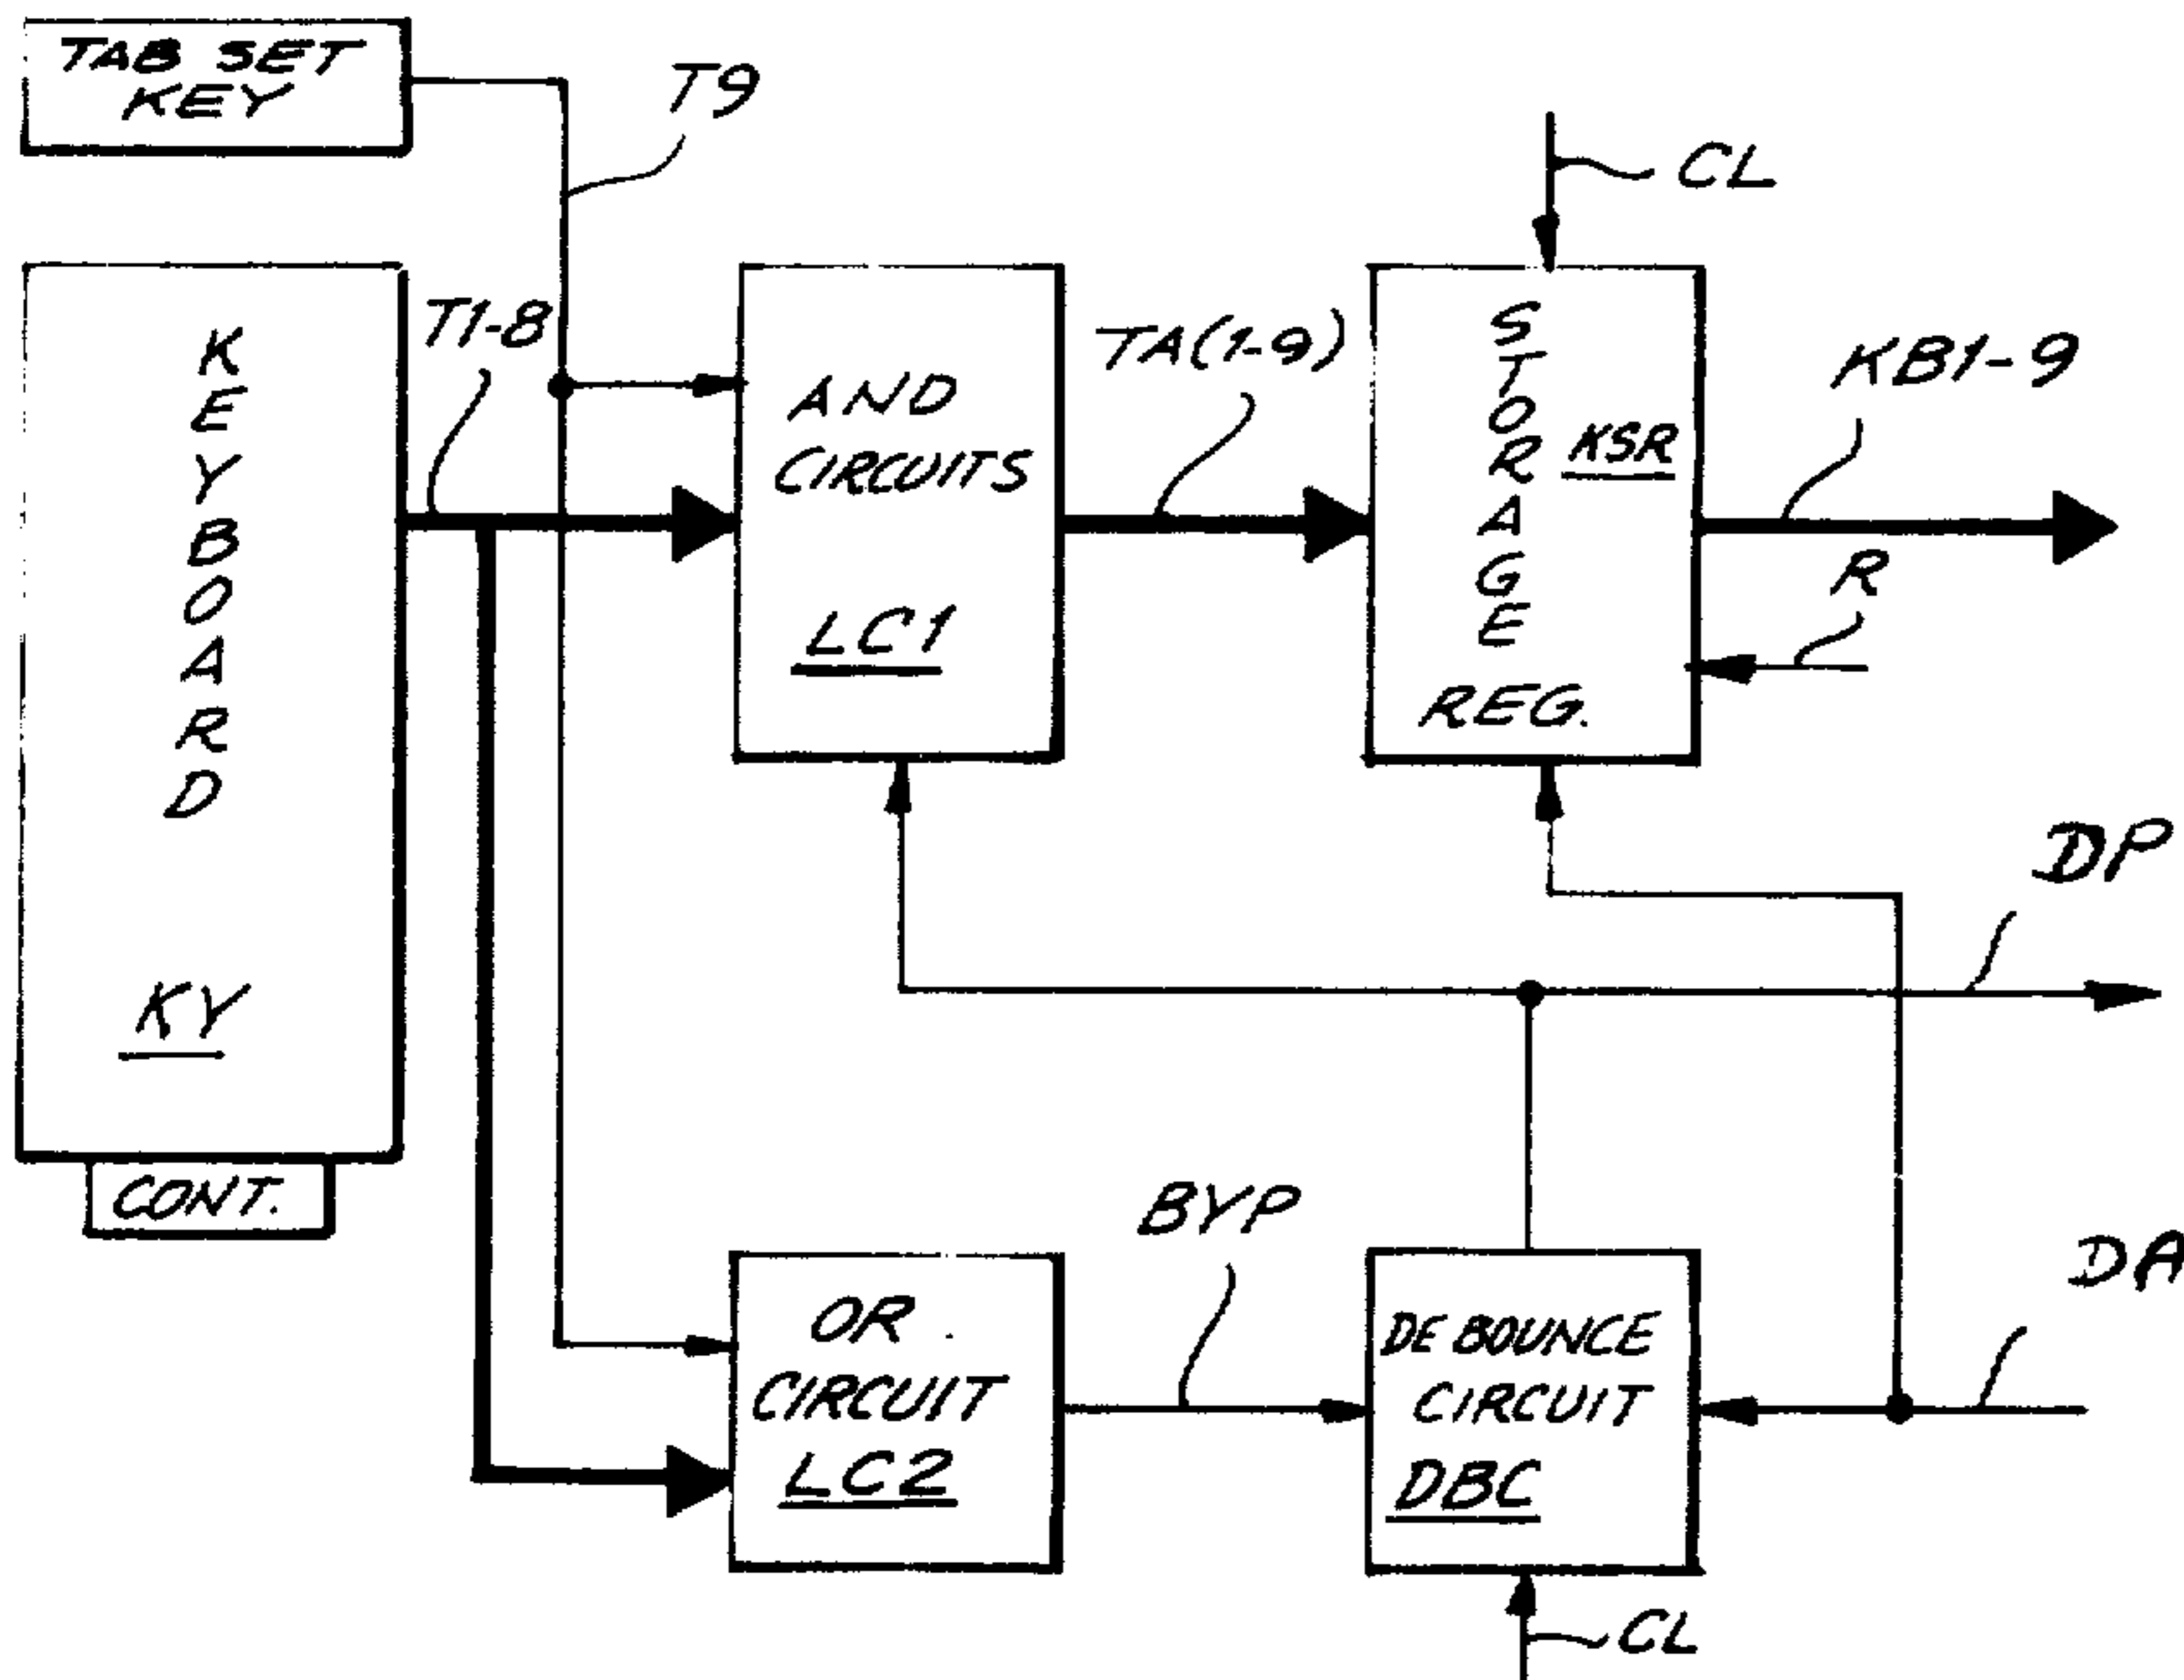 TAB SET
KEY
T9
CL
KEYBOARD
KY
CONT.
T1-8
AND
CIRCUITS
LC1
TA(1-9)
STORAGE
KSR
REG.
KB1-9
R
DP
OR
CIRCUIT
LC2
BYP
DE BOUNCE
CIRCUIT
DBC
DA
CL